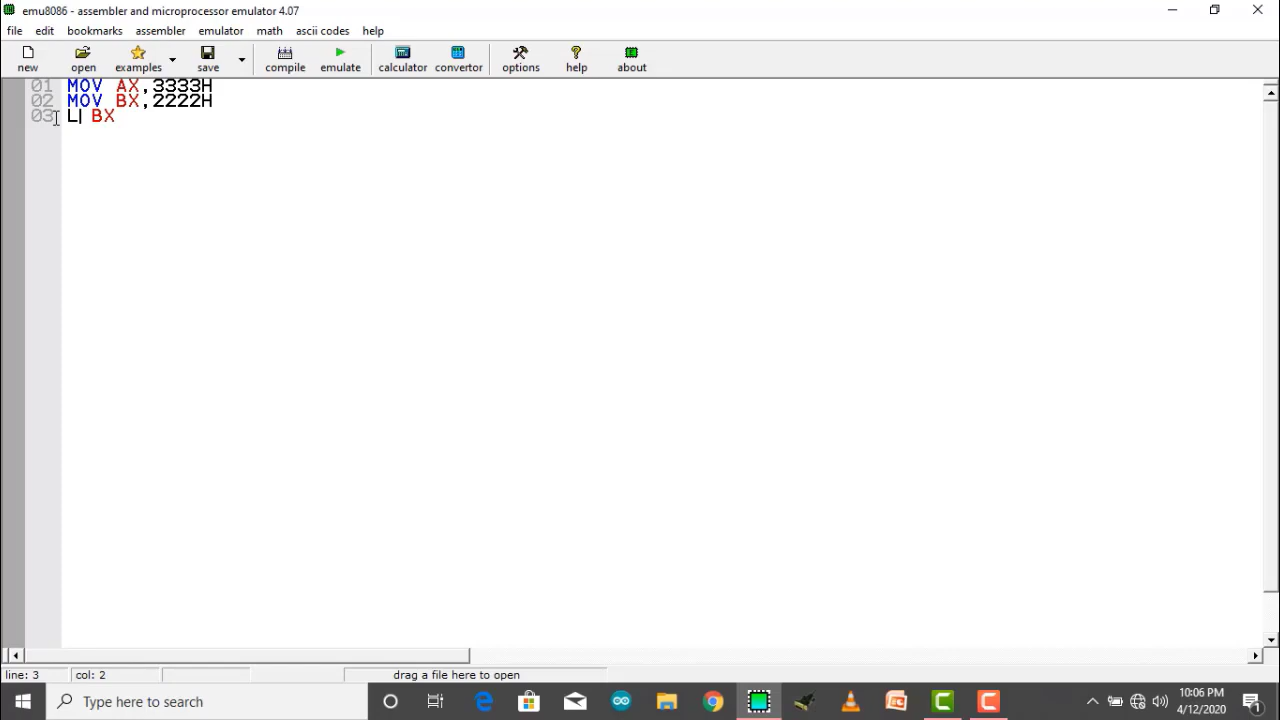 emu8086 - assembler and microprocessor emulator 4.07
file edit bookmarks assembler emulator math ascii codes help
new open examples save compile emulate calculator convertor options help about
01 MOV AX,3333H
02 MOV BX,2222H
03 L BX
line: 3 col: 2 drag a file here to open
Type here to search
10:06 PM
4/12/2020
1